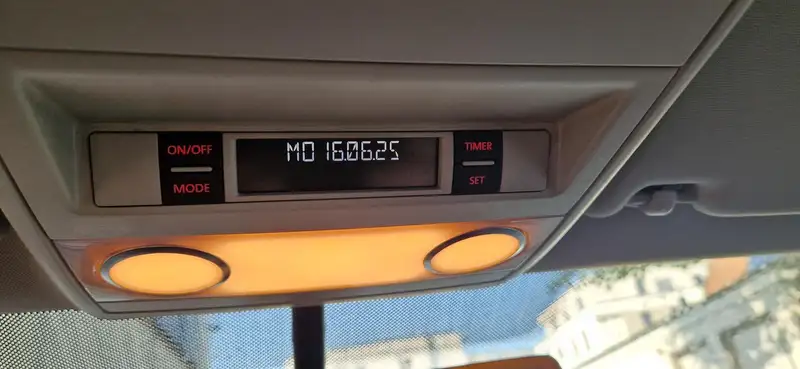 ON/OFF
MODE
MO 16.06.25
TIMER
SET